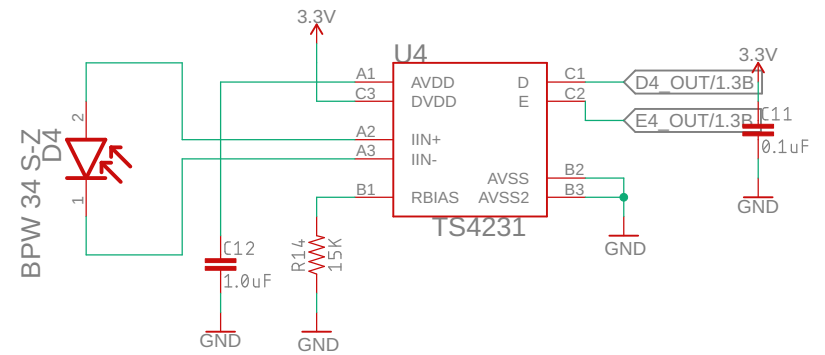 3.3V
U4
3.3V
A1
AVDD
D
C1
D4_OUT/1.3B
C3
DVDD
E
C2
C11
E4_OUT/1.3B
2
A2
IIN+
0.1uF
D4
A3
IIN-
BPW 34 S-Z
AVSS
B2
1
B1
RBIAS
AVSS2
B3
GND
TS4231
GND
C12
R14
15K
1.0uF
GND
GND